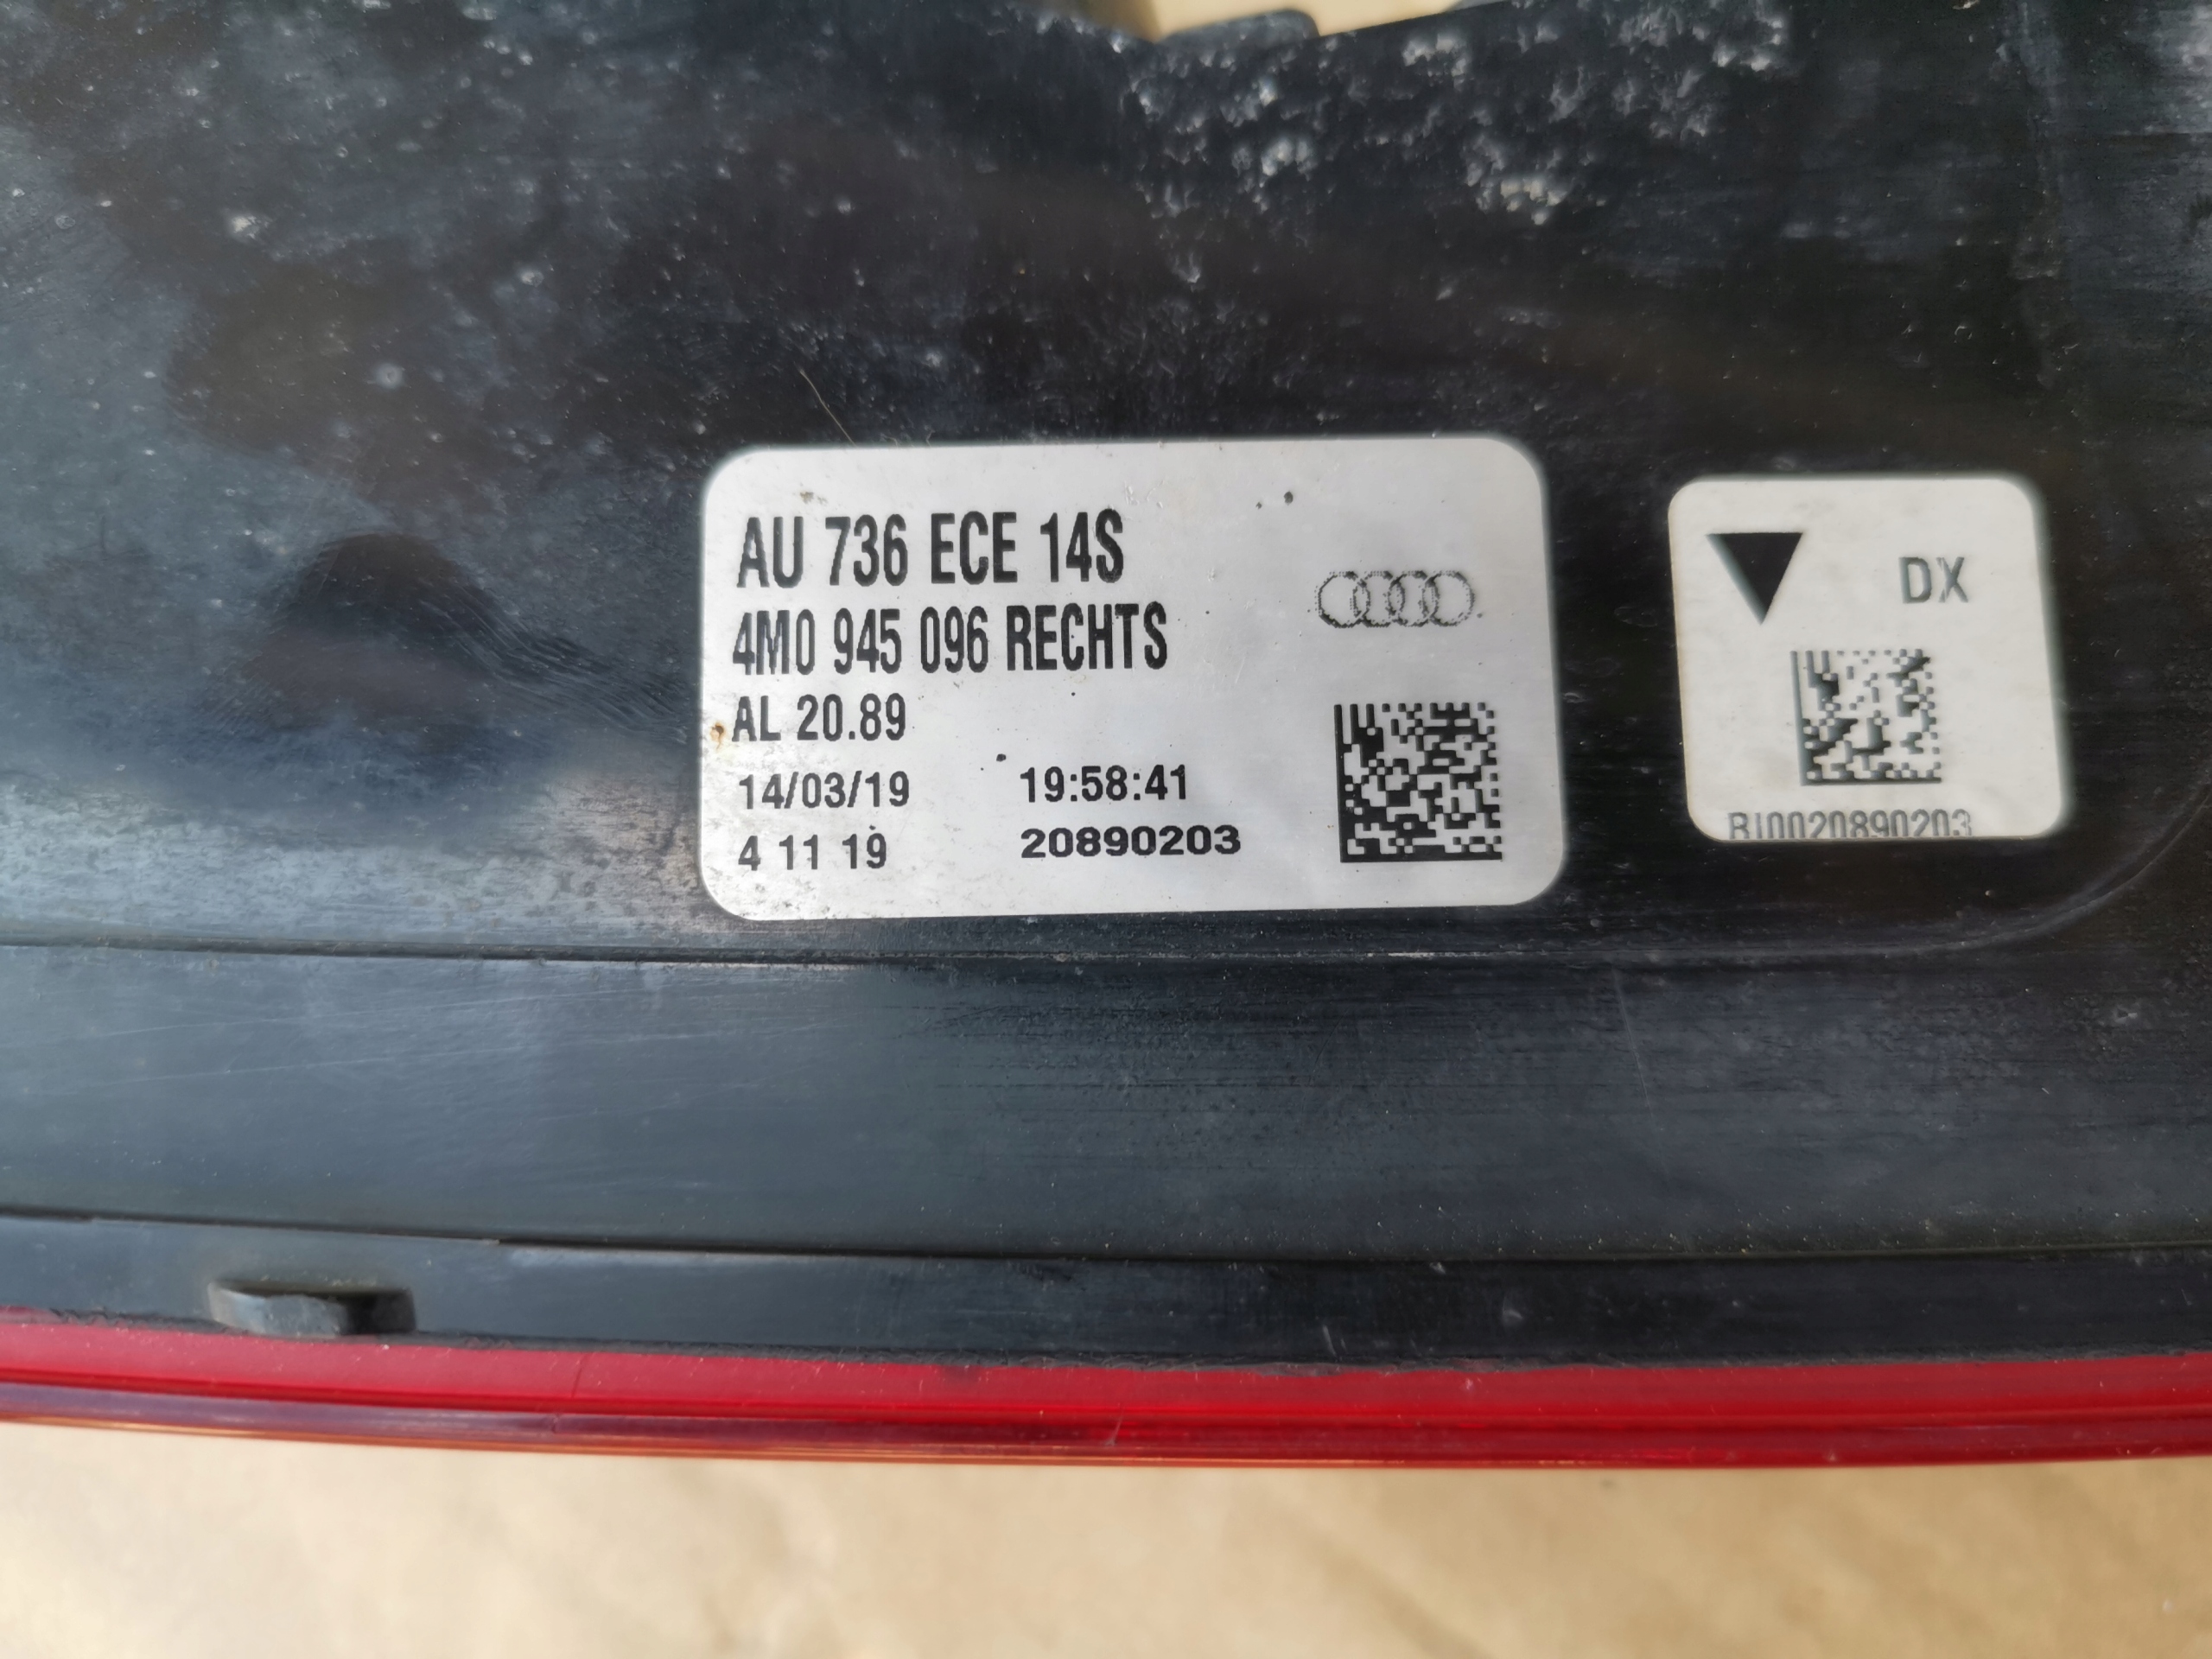 AU 736 ECE 14S
4M0 945 096 RECHTS
AL 20.89
14/03/19 19:58:41
4 11 19 20890203
DX
BI0020890203